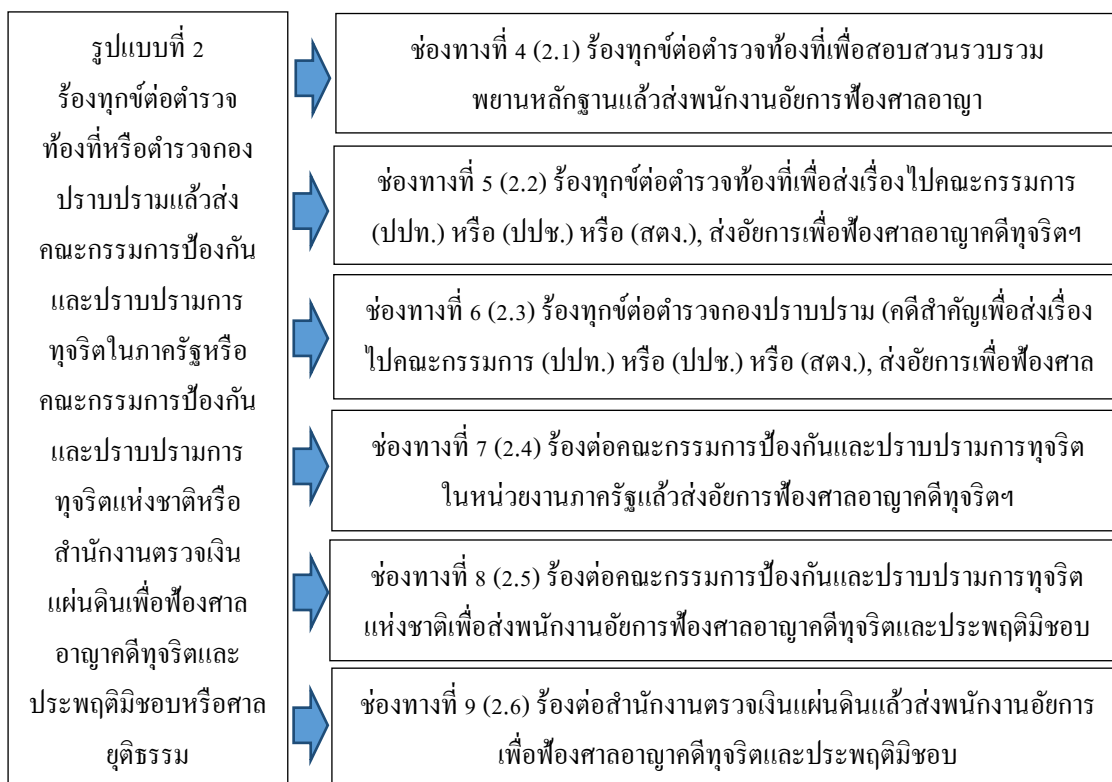 รูปแบบที่ 2
ร้องทุกข์ต่อตำรวจ
ท้องที่หรือตำรวจกอง
ปราบปรามแล้วส่ง
คณะกรรมการป้องกัน
และปราบปรามการ
ทุจริตในภาครัฐหรือ
คณะกรรมการป้องกัน
และปราบปรามการ
ทุจริตแห่งชาติหรือ
สำนักงานตรวจเงิน
แผ่นดินเพื่อฟ้องศาล
อาญาคดีทุจริตและ
ประพฤติมิชอบหรือศาล
ยุติธรรม
ช่องทางที่ 4 (2.1) ร้องทุกข์ต่อตำรวจท้องที่เพื่อสอบสวนรวบรวม
พยานหลักฐานแล้วส่งพนักงานอัยการฟ้องศาลอาญา
ช่องทางที่ 5 (2.2) ร้องทุกข์ต่อตำรวจท้องที่เพื่อส่งเรื่องไปคณะกรรมการ
(ปปท.) หรือ (ปปช.) หรือ (สตง.), ส่งอัยการเพื่อฟ้องศาลอาญาคดีทุจริตฯ
ช่องทางที่ 6 (2.3) ร้องทุกข์ต่อตำรวจกองปราบปราม (คดีสำคัญเพื่อส่งเรื่อง
ไปคณะกรรมการ (ปปท.) หรือ (ปปช.) หรือ (สตง.), ส่งอัยการเพื่อฟ้องศาล
ช่องทางที่ 7 (2.4) ร้องต่อคณะกรรมการป้องกันและปราบปรามการทุจริต
ในหน่วยงานภาครัฐแล้วส่งอัยการฟ้องศาลอาญาคดีทุจริตฯ
ช่องทางที่ 8 (2.5) ร้องต่อคณะกรรมการป้องกันและปราบปรามการทุจริต
แห่งชาติเพื่อส่งพนักงานอัยการฟ้องศาลอาญาคดีทุจริตและประพฤติมิชอบ
ช่องทางที่ 9 (2.6) ร้องต่อสำนักงานตรวจเงินแผ่นดินแล้วส่งพนักงานอัยการ
เพื่อฟ้องศาลอาญาคดีทุจริตและประพฤติมิชอบ